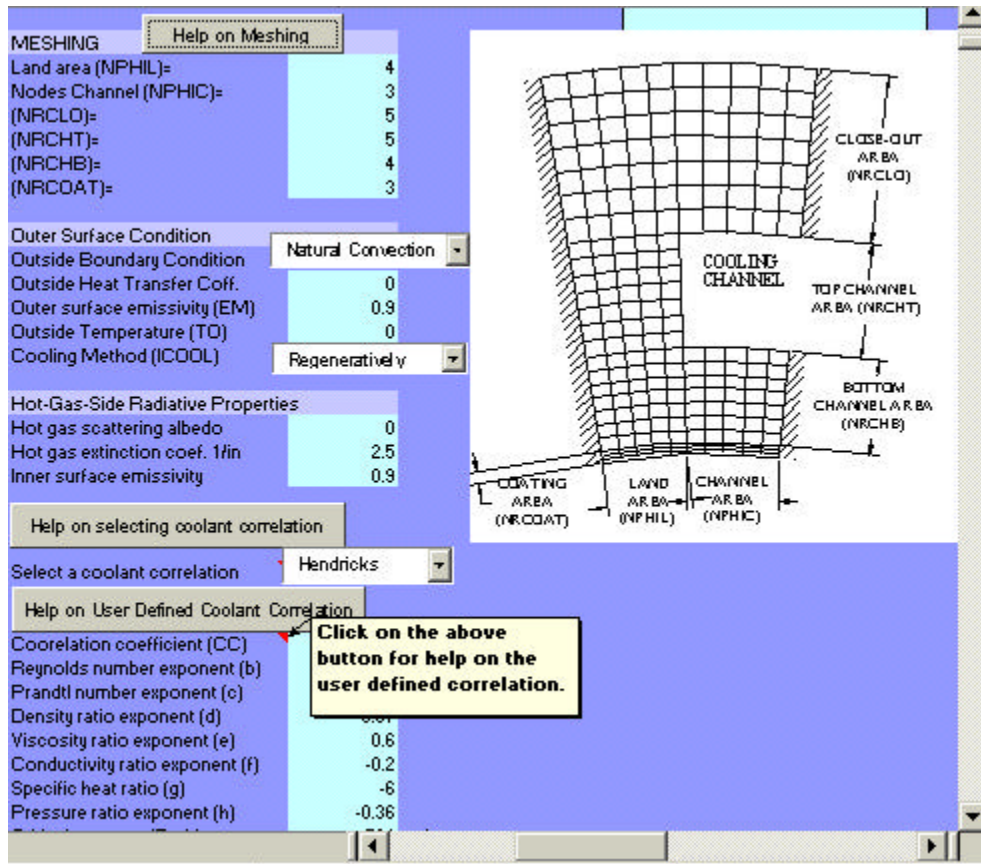 Help on Meshing
MESHING
Land area (NPHIL)= 4
Nodes Channel (NPHIC)= 3
(NRCLO)= 5
(NRCHT)= 5
(NRCHB)= 4
(NRCOAT)= 3
Outer Surface Condition
Outside Boundary Condition Natural Convection
Outside Heat Transfer Coff. 0
Outer surface emissivity (EM) 0.9
Outside Temperature (TO) 0
Cooling Method (ICOOL) Regeneratively
Hot-Gas-Side Radiative Properties
Hot gas scattering albedo 0
Hot gas extinction coef. 1/in 2.5
Inner surface emissivity 0.9
Help on selecting coolant correlation
Select a coolant correlation Hendricks
Help on User Defined Coolant Correlation
Click on the above
button for help on the
user defined correlation.
Coorelation coefficient (CC)
Reynolds number exponent (b)
Prandtl number exponent (c)
Density ratio exponent (d)
Viscosity ratio exponent (e) 0.6
Conductivity ratio exponent (f) -0.2
Specific heat ratio (g) -6
Pressure ratio exponent (h) -0.36
CLOSE-OUT
AREA
(NRCLO)
COOLING
CHANNEL
TOP CHANNEL
AREA (NRCHT)
BOTTOM
CHANNEL AREA
(NRCHB)
COATING
AREA
(NRCOAT)
LAND
AREA
(NPHIL)
CHANNEL
AREA
(NPHIC)